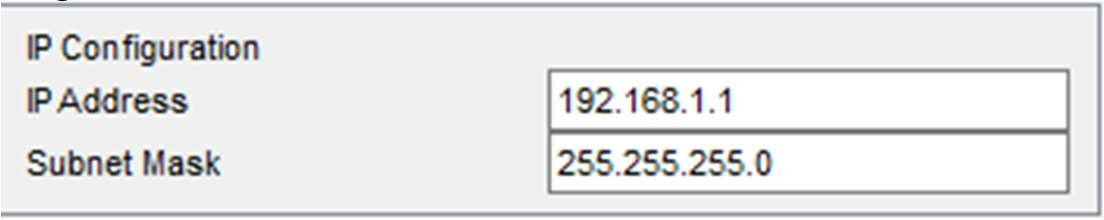 IP Configuration
IP Address 192.168.1.1
Subnet Mask 255.255.255.0